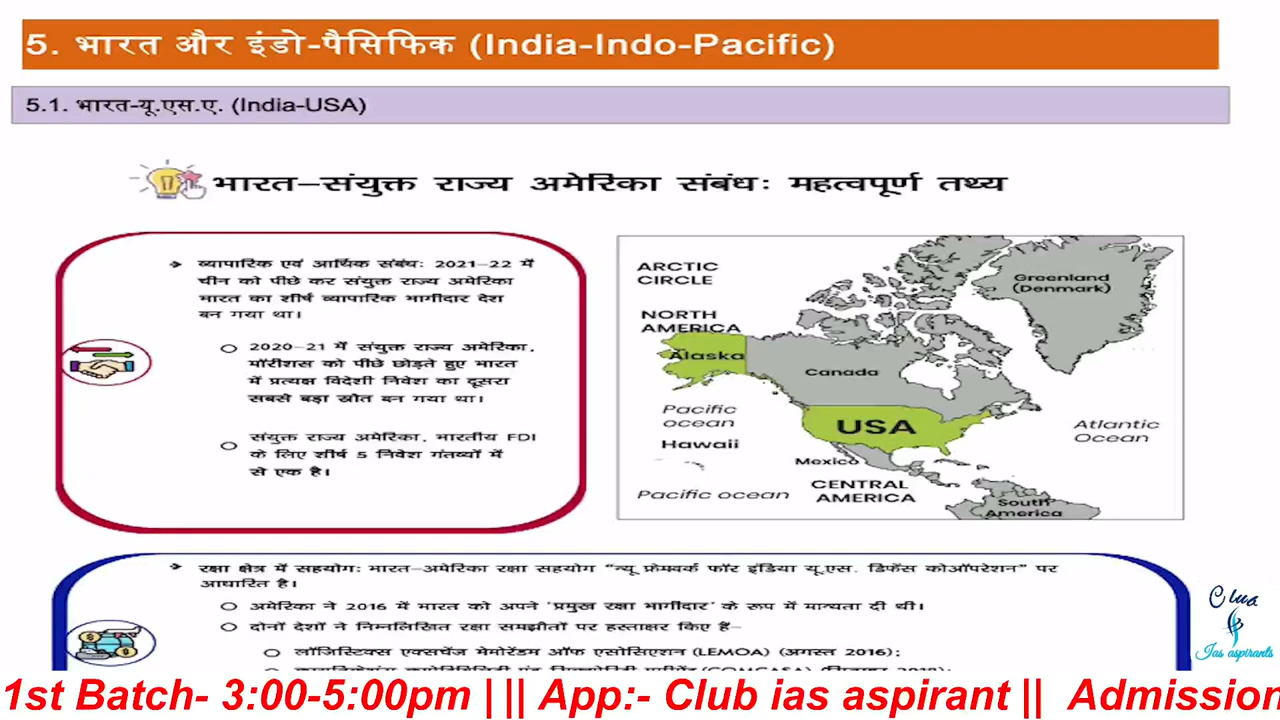 5. भारत और इंडो-पैसिफिक (India-Indo-Pacific)
5.1. भारत-यू.एस.ए. (India-USA)
भारत–संयुक्त राज्य अमेरिका संबंधः महत्वपूर्ण तथ्य
व्यापारिक एवं आर्थिक संबंधः 2021–22 में
चीन को पीछे कर संयुक्त राज्य अमेरिका
भारत का शीर्ष व्यापारिक भागीदार देश
बन गया था।
2020–21 में संयुक्त राज्य अमेरिका,
मॉरीशस को पीछे छोड़ते हुए भारत
में प्रत्यक्ष विदेशी निवेश का दूसरा
सबसे बड़ा स्रोत बन गया था।
संयुक्त राज्य अमेरिका, भारतीय FDI
के लिए शीर्ष 5 निवेश गंतव्यों में
से एक है।
ARCTIC
CIRCLE
Greenland
(Denmark)
NORTH
AMERICA
Alaska
Canada
Pacific
ocean
USA
Atlantic
Ocean
Hawaii
Mexico
CENTRAL
AMERICA
Pacific ocean
South
America
रक्षा क्षेत्र में सहयोगः भारत–अमेरिका रक्षा सहयोग “न्यू फ्रेमवर्क फॉर इंडिया यू.एस. डिफेंस कोऑपरेशन” पर
आधारित है।
अमेरिका ने 2016 में भारत को अपने 'प्रमुख रक्षा भागीदार' के रूप में मान्यता दी थी।
दोनों देशों ने निम्नलिखित रक्षा समझौतों पर हस्ताक्षर किए हैं–
लॉजिस्टिक्स एक्सचेंज मेमोरेंडम ऑफ एसोसिएशन (LEMOA) (अगस्त 2016);
Club
Ias aspirants
1st Batch- 3:00-5:00pm | || App:- Club ias aspirant || Admission